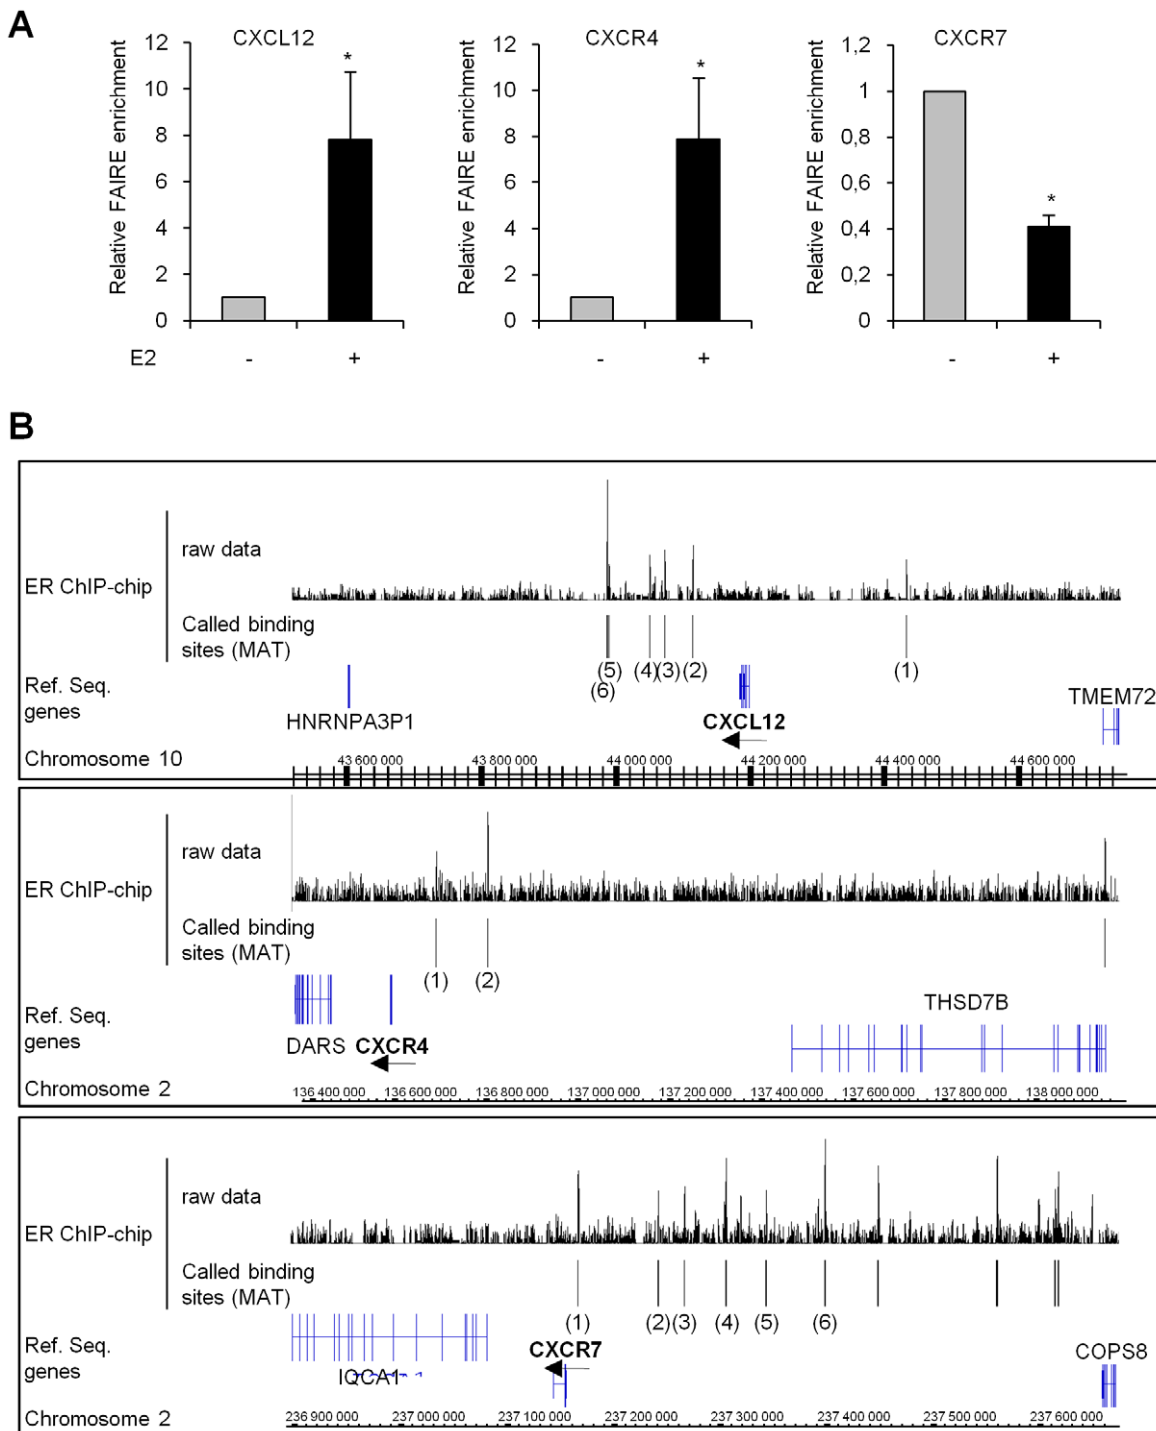 A
CXCL12
CXCR4
CXCR7
Relative FAIRE enrichment
12
10
8
6
4
2
0
Relative FAIRE enrichment
12
10
8
6
4
2
0
Relative FAIRE enrichment
1,2
1
0,8
0,6
0,4
0,2
0
*
*
*
E2 - + - + - +
B
raw data
ER ChIP-chip
Called binding
sites (MAT)
(5) (4) (3) (2) (1)
(6)
Ref. Seq.
genes
HNRNPA3P1
CXCL12
TMEM72
Chromosome 10
43 600 000 43 800 000 44 000 000 44 200 000 44 400 000 44 600 000
raw data
ER ChIP-chip
Called binding
sites (MAT)
(1) (2)
Ref. Seq.
genes
THSD7B
DARS CXCR4
Chromosome 2
136 400 000 136 600 000 136 800 000 137 000 000 137 200 000 137 400 000 137 600 000 137 800 000 138 000 000
raw data
ER ChIP-chip
Called binding
sites (MAT)
(1) (2) (3) (4) (5) (6)
Ref. Seq.
genes
CXCR7
COPS8
IQCA1
Chromosome 2
236 900 000 237 000 000 237 100 000 237 200 000 237 300 000 237 400 000 237 500 000 237 600 000